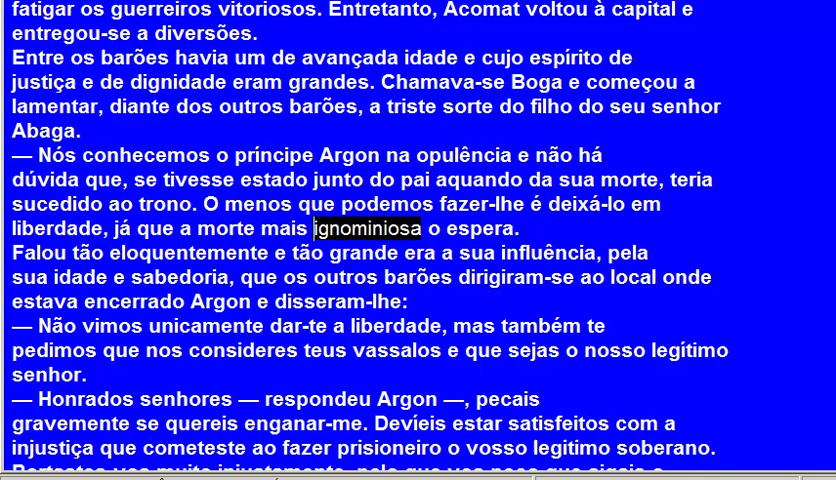 fatigar os guerreiros vitoriosos. Entretanto, Acomat voltou à capital e
entregou-se a diversões.
Entre os barões havia um de avançada idade e cujo espírito de
justiça e de dignidade eram grandes. Chamava-se Boga e começou a
lamentar, diante dos outros barões, a triste sorte do filho do seu senhor
Abaga.
— Nós conhecemos o príncipe Argon na opulência e não há
dúvida que, se tivesse estado junto do pai aquando da sua morte, teria
sucedido ao trono. O menos que podemos fazer-lhe é deixá-lo em
liberdade, já que a morte mais ignominiosa o espera.
Falou tão eloquentemente e tão grande era a sua influência, pela
sua idade e sabedoria, que os outros barões dirigiram-se ao local onde
estava encerrado Argon e disseram-lhe:
— Não vimos unicamente dar-te a liberdade, mas também te
pedimos que nos consideres teus vassalos e que sejas o nosso legítimo
senhor.
— Honrados senhores — respondeu Argon —, pecais
gravemente se quereis enganar-me. Devíeis estar satisfeitos com a
injustiça que cometeste ao fazer prisioneiro o vosso legitimo soberano.